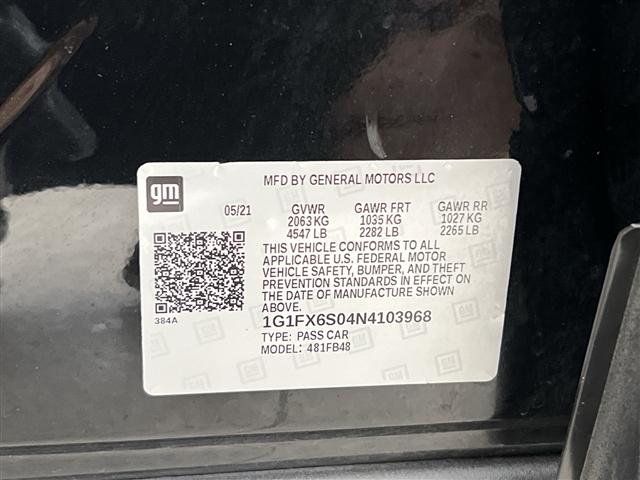 gm
MFD BY GENERAL MOTORS LLC
05/21 GVWR GAWR FRT GAWR RR
2063 KG 1035 KG 1027 KG
4547 LB 2282 LB 2265 LB
THIS VEHICLE CONFORMS TO ALL
APPLICABLE U.S. FEDERAL MOTOR
VEHICLE SAFETY, BUMPER, AND THEFT
PREVENTION STANDARDS IN EFFECT ON
THE DATE OF MANUFACTURE SHOWN
ABOVE.
384A
1G1FX6S04N4103968
TYPE: PASS CAR
MODEL: 481FB48